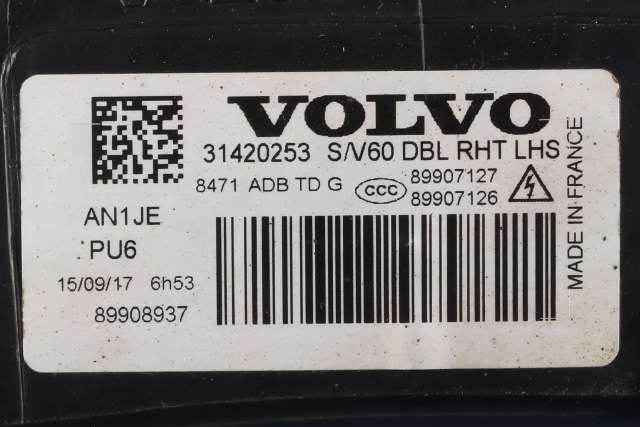 VOLVO
31420253 S/V60 DBL RHT LHS
8471 ADB TD G CCC 89907127
89907126
AN1JE
PU6
15/09/17 6h53
89908937
MADE IN FRANCE